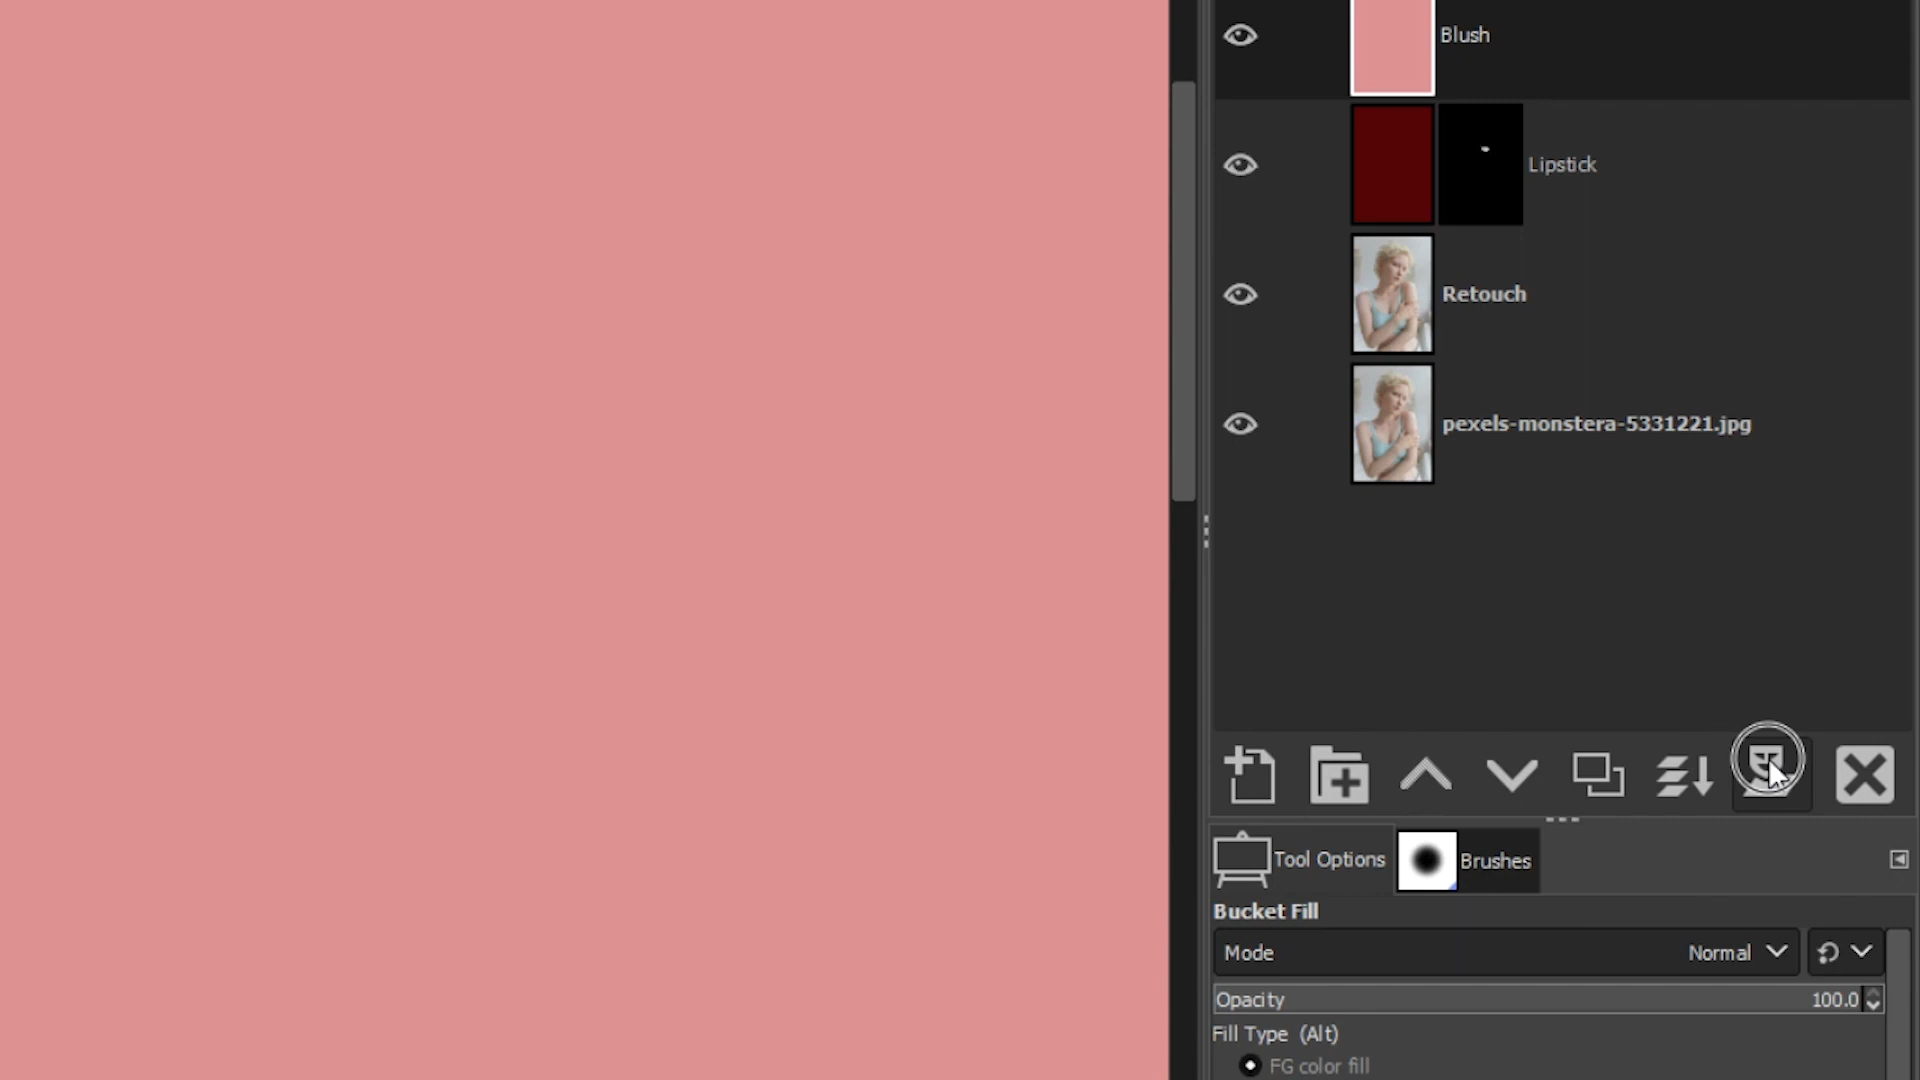 Blush
Lipstick
Retouch
pexels-monstera-5331221.jpg
Tool Options
Brushes
Bucket Fill
Mode Normal
Opacity 100.0
Fill Type (Alt)
FG color fill